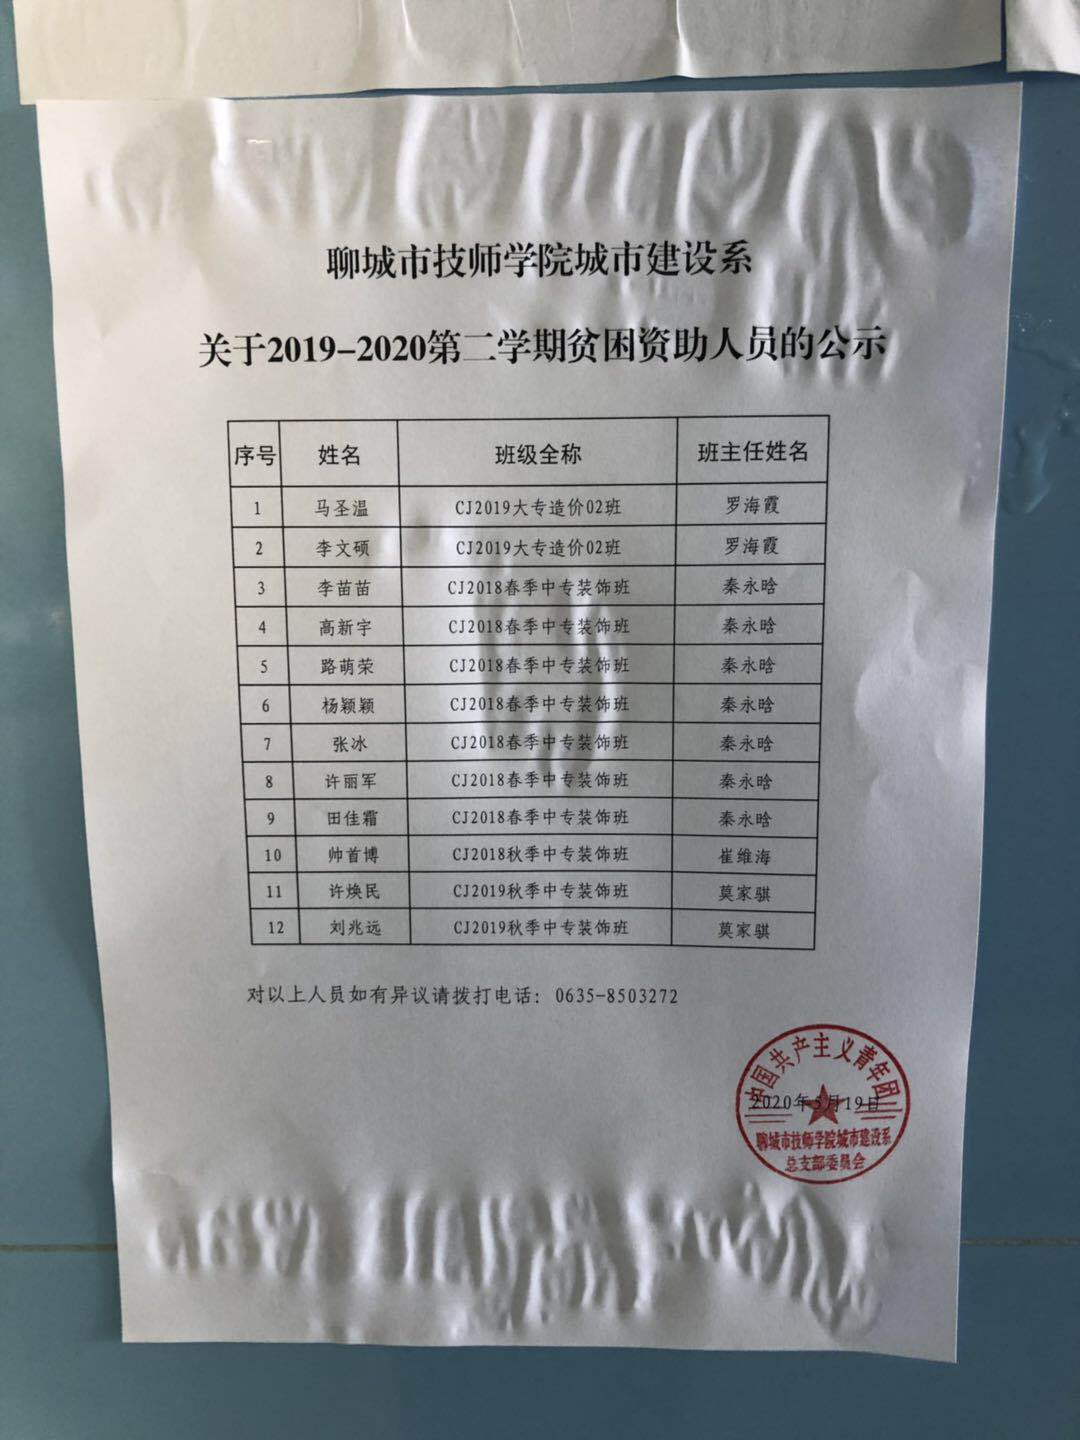 聊城市技师学院城市建设系
关于2019-2020第二学期贫困资助人员的公示
序号 姓名 班级全称 班主任姓名
1 马圣温 CJ2019大专造价02班 罗海霞
2 李文硕 CJ2019大专造价02班 罗海霞
3 李苗苗 CJ2018春季中专装饰班 秦永晗
4 高新宇 CJ2018春季中专装饰班 秦永晗
5 路萌荣 CJ2018春季中专装饰班 秦永晗
6 杨颖颖 CJ2018春季中专装饰班 秦永晗
7 张冰 CJ2018春季中专装饰班 秦永晗
8 许丽军 CJ2018春季中专装饰班 秦永晗
9 田佳霜 CJ2018春季中专装饰班 秦永晗
10 帅首博 CJ2018秋季中专装饰班 崔维海
11 许焕民 CJ2019秋季中专装饰班 莫家骐
12 刘兆远 CJ2019秋季中专装饰班 莫家骐
对以上人员如有异议请拨打电话：0635-8503272
中国共产主义青年团
2020年5月19日
聊城市技师学院城市建设系
总支部委员会